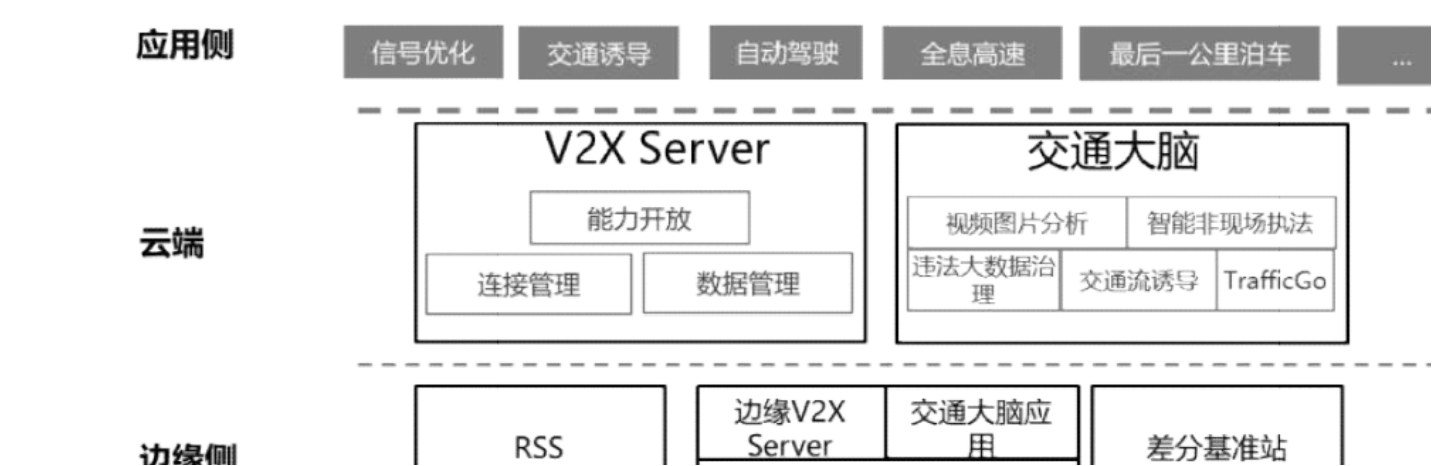 应用侧
信号优化
交通诱导
自动驾驶
全息高速
最后一公里泊车
...
云端
V2X Server
能力开放
连接管理
数据管理
交通大脑
视频图片分析
智能非现场执法
违法大数据治
理
交通流诱导
TrafficGo
边缘侧
RSS
边缘V2X
Server
交通大脑应
用
差分基准站